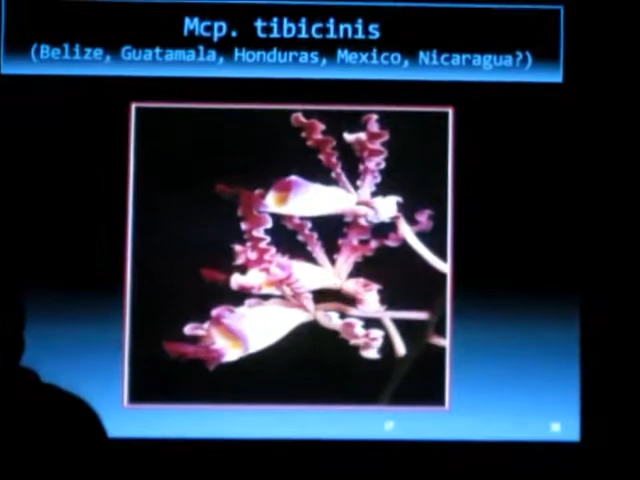 Mcp. tibicinis
(Belize, Guatamala, Honduras, Mexico, Nicaragua?)